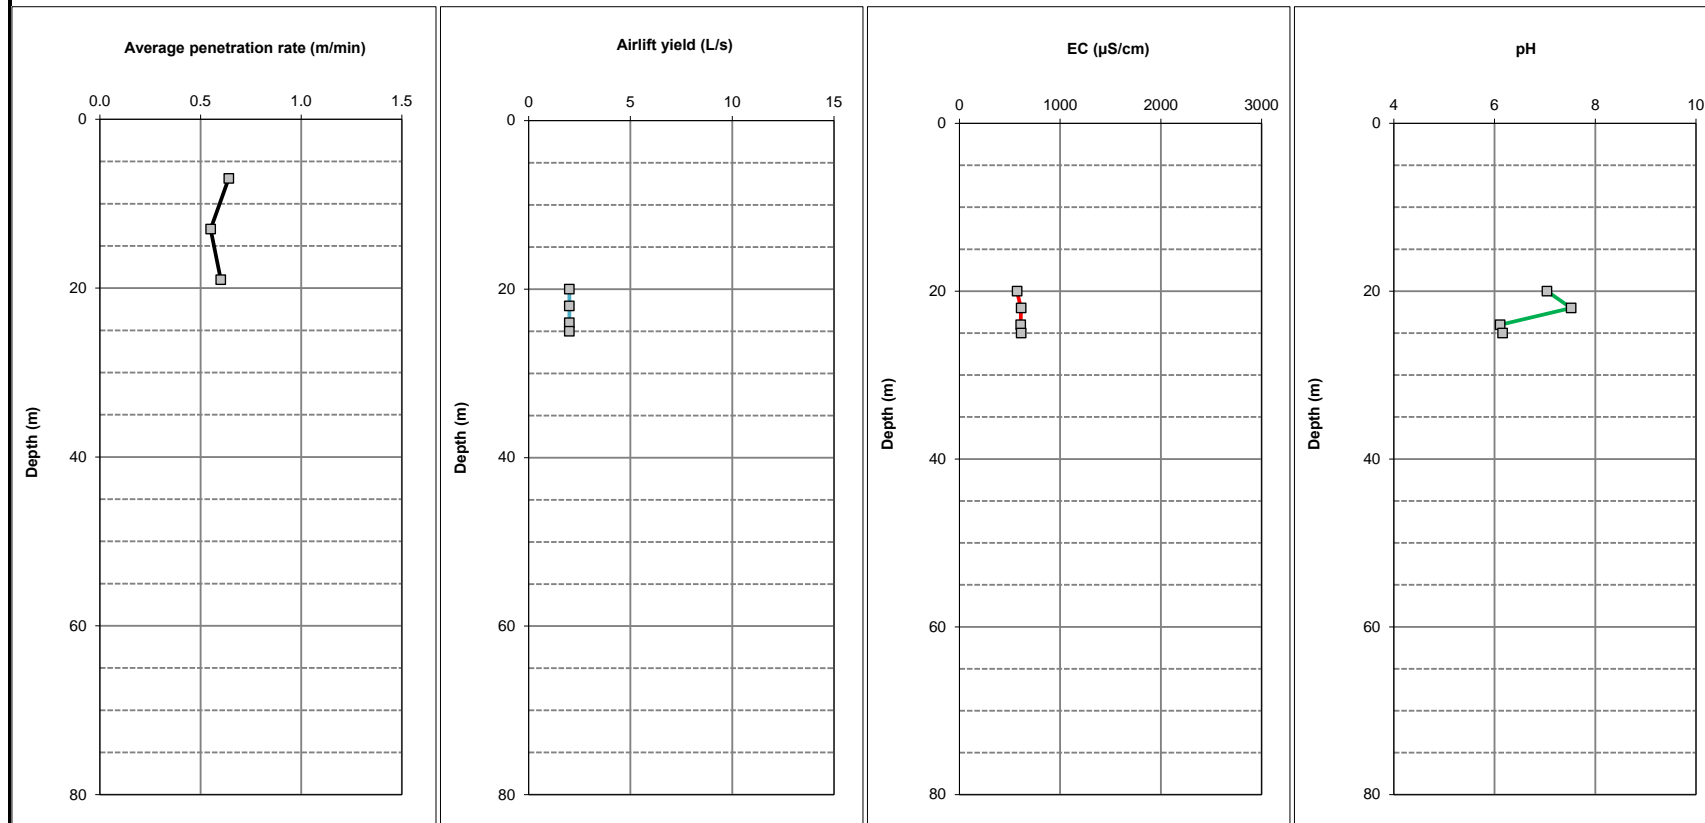 Average penetration rate (m/min)
0.0 0.5 1.0 1.5
0
20
40
60
80
Depth (m)
Airlift yield (L/s)
0 5 10 15
0
20
40
60
80
Depth (m)
EC (µS/cm)
0 1000 2000 3000
0
20
40
60
80
Depth (m)
pH
4 6 8 10
0
20
40
60
80
Depth (m)